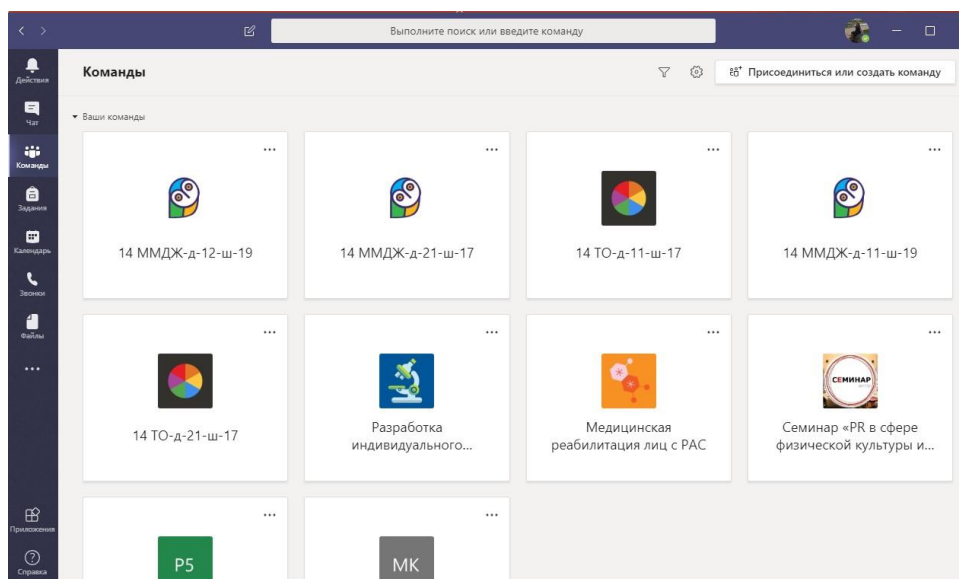 Выполните поиск или введите команду
Действия
Чат
Команды
Задания
Календарь
Звонки
Файлы
Приложения
Справка
Команды
Присоединиться или создать команду
Ваши команды
14 ММДЖ-д-12-ш-19
14 ММДЖ-д-21-ш-17
14 ТО-д-11-ш-17
14 ММДЖ-д-11-ш-19
14 ТО-д-21-ш-17
Разработка
индивидуального...
Медицинская
реабилитация лиц с РАС
СЕМИНАР
Семинар «PR в сфере
физической культуры и...
Р5
МК